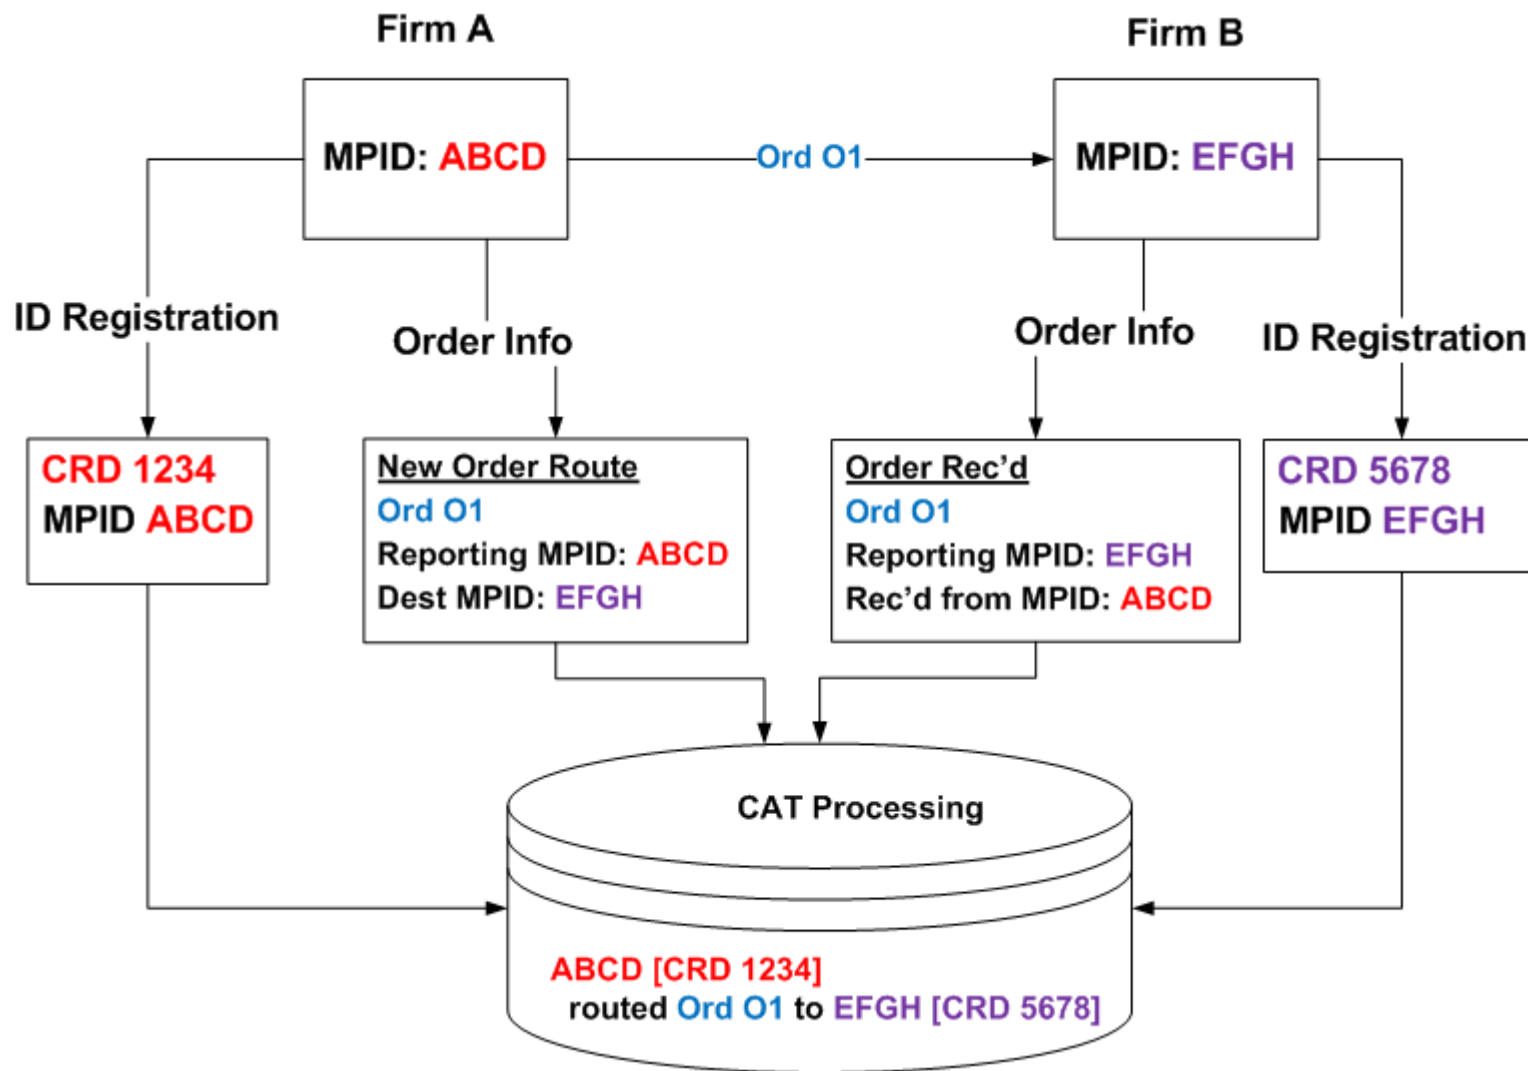 Firm A
Firm B
MPID: ABCD
Ord O1
MPID: EFGH
ID Registration
Order Info
Order Info
ID Registration
CRD 1234
MPID ABCD
New Order Route
Ord O1
Reporting MPID: ABCD
Dest MPID: EFGH
Order Rec’d
Ord O1
Reporting MPID: EFGH
Rec’d from MPID: ABCD
CRD 5678
MPID EFGH
CAT Processing
ABCD [CRD 1234]
routed Ord O1 to EFGH [CRD 5678]